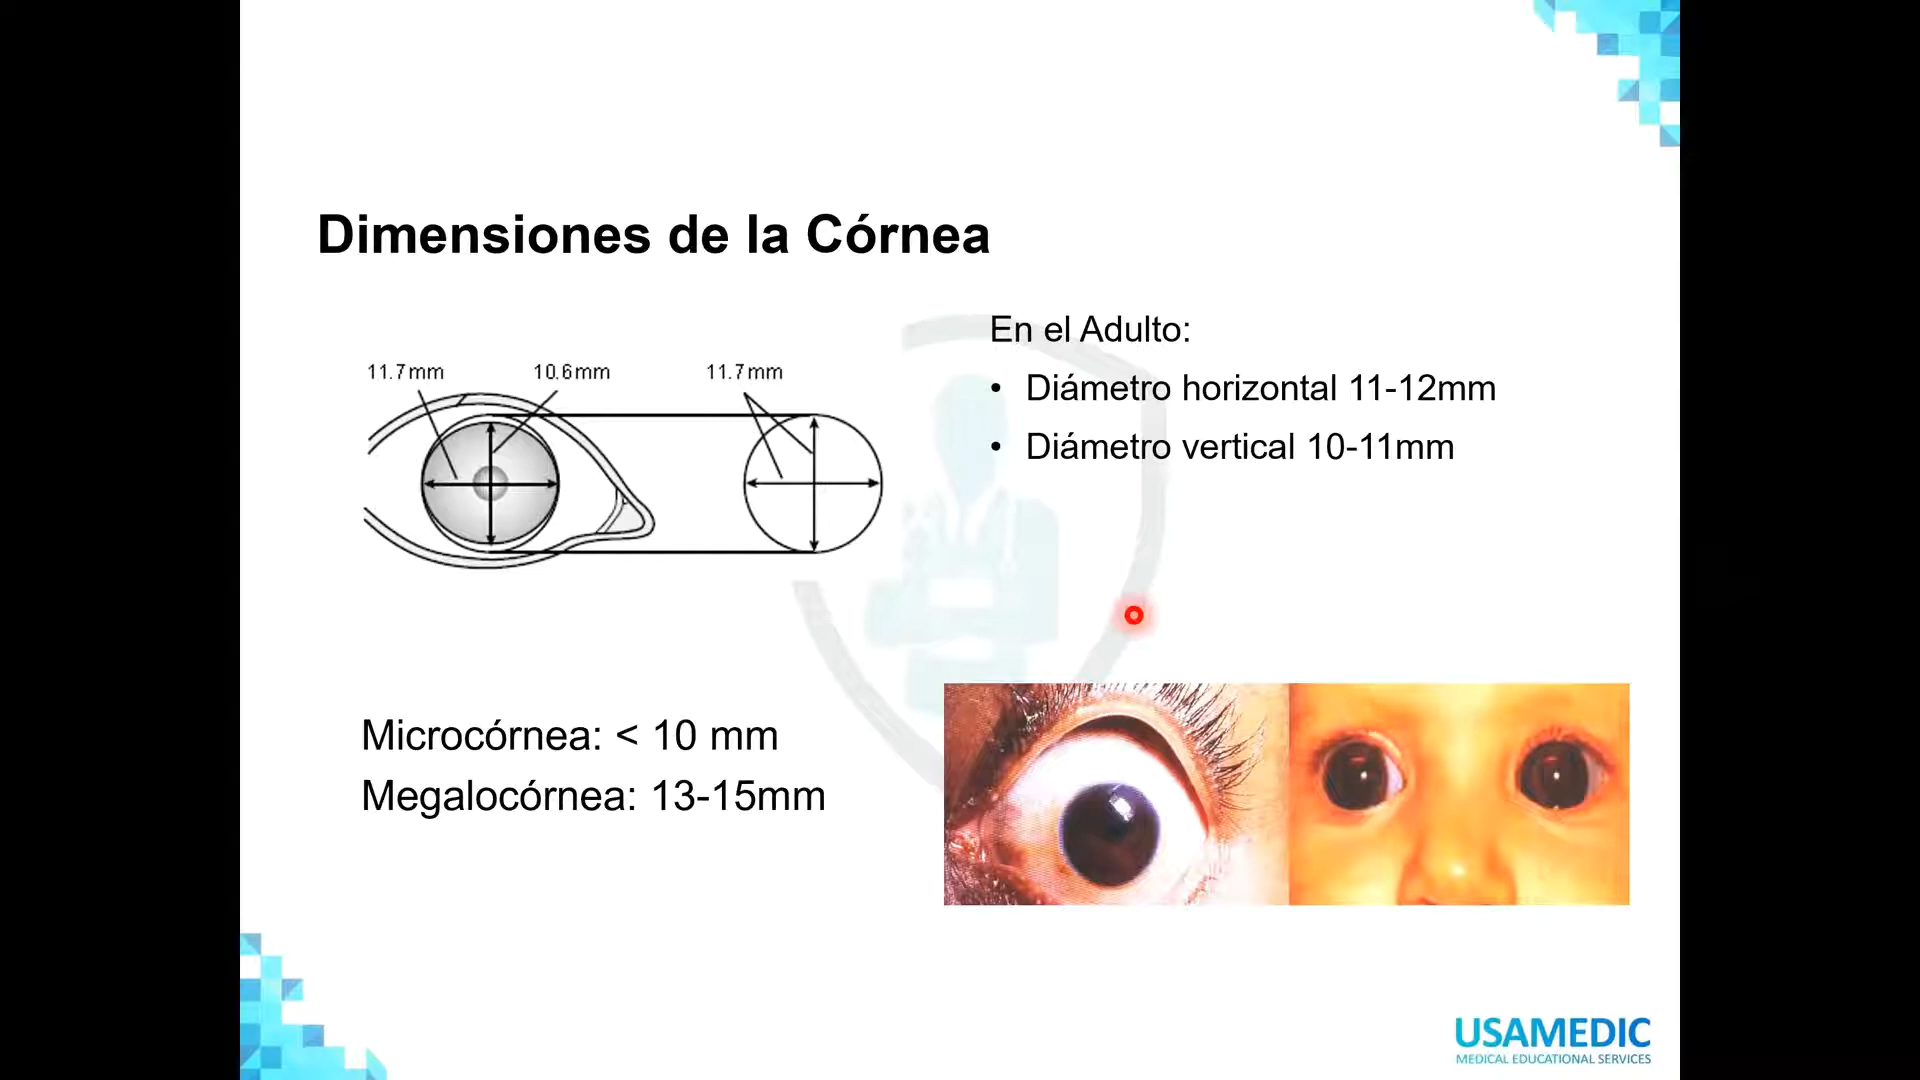 Dimensiones de la Córnea
11.7mm
10.6mm
11.7mm
En el Adulto:
• Diámetro horizontal 11-12mm
• Diámetro vertical 10-11mm
Microcórnea: < 10 mm
Megalocórnea: 13-15mm
USAMEDIC
MEDICAL EDUCATIONAL SERVICES